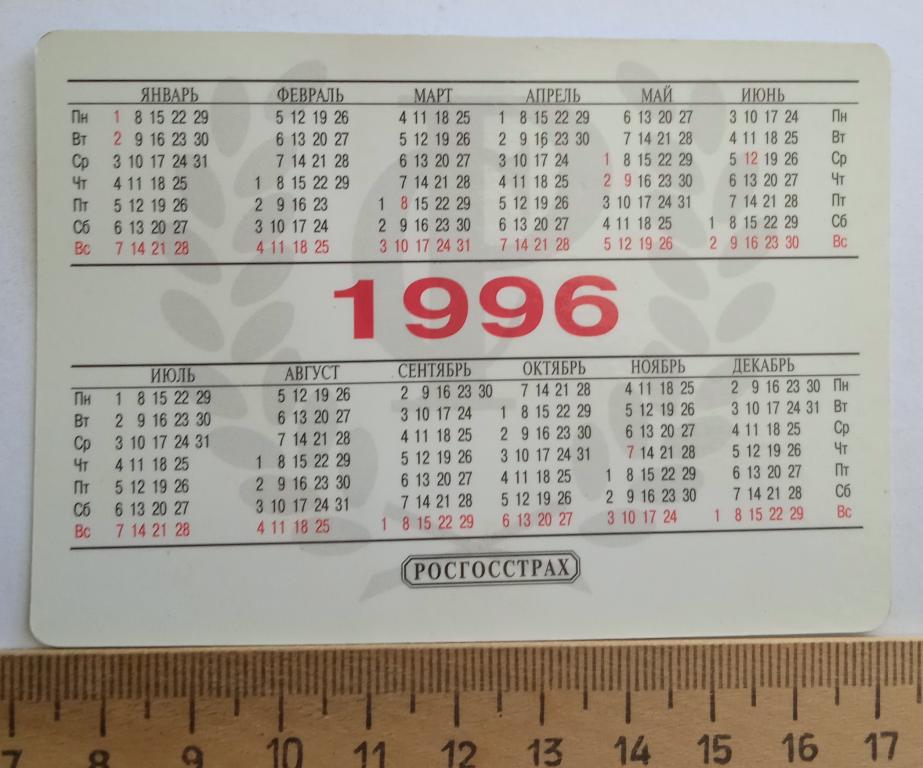 ЯНВАРЬ ФЕВРАЛЬ МАРТ АПРЕЛЬ МАЙ ИЮНЬ
Пн 1 8 15 22 29 5 12 19 26 4 11 18 25 1 8 15 22 29 6 13 20 27 3 10 17 24 Пн
Вт 2 9 16 23 30 6 13 20 27 5 12 19 26 2 9 16 23 30 7 14 21 28 4 11 18 25 Вт
Ср 3 10 17 24 31 7 14 21 28 6 13 20 27 3 10 17 24 1 8 15 22 29 5 12 19 26 Ср
Чт 4 11 18 25 1 8 15 22 29 7 14 21 28 4 11 18 25 2 9 16 23 30 6 13 20 27 Чт
Пт 5 12 19 26 2 9 16 23 1 8 15 22 29 5 12 19 26 3 10 17 24 31 7 14 21 28 Пт
Сб 6 13 20 27 3 10 17 24 2 9 16 23 30 6 13 20 27 4 11 18 25 1 8 15 22 29 Сб
Вс 7 14 21 28 4 11 18 25 3 10 17 24 31 7 14 21 28 5 12 19 26 2 9 16 23 30 Вс
1996
ИЮЛЬ АВГУСТ СЕНТЯБРЬ ОКТЯБРЬ НОЯБРЬ ДЕКАБРЬ
Пн 1 8 15 22 29 5 12 19 26 2 9 16 23 30 7 14 21 28 4 11 18 25 2 9 16 23 30 Пн
Вт 2 9 16 23 30 6 13 20 27 3 10 17 24 1 8 15 22 29 5 12 19 26 3 10 17 24 31 Вт
Ср 3 10 17 24 31 7 14 21 28 4 11 18 25 2 9 16 23 30 6 13 20 27 4 11 18 25 Ср
Чт 4 11 18 25 1 8 15 22 29 5 12 19 26 3 10 17 24 31 7 14 21 28 5 12 19 26 Чт
Пт 5 12 19 26 2 9 16 23 30 6 13 20 27 4 11 18 25 1 8 15 22 29 6 13 20 27 Пт
Сб 6 13 20 27 3 10 17 24 31 7 14 21 28 5 12 19 26 2 9 16 23 30 7 14 21 28 Сб
Вс 7 14 21 28 4 11 18 25 1 8 15 22 29 6 13 20 27 3 10 17 24 1 8 15 22 29 Вс
РОСГОССТРАХ
7 8 9 10 11 12 13 14 15 16 17